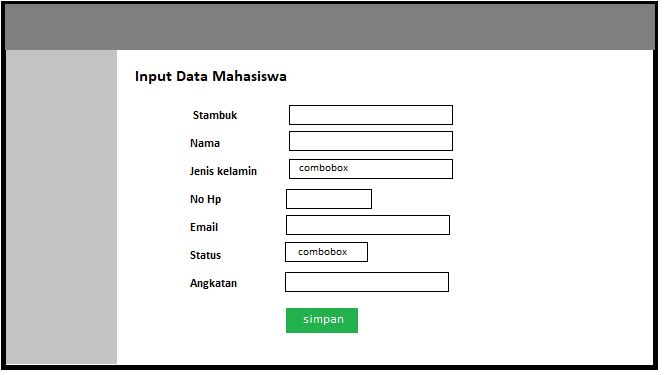 Input Data Mahasiswa
Stambuk
Nama
Jenis kelamin combobox
No Hp
Email
Status combobox
Angkatan
simpan